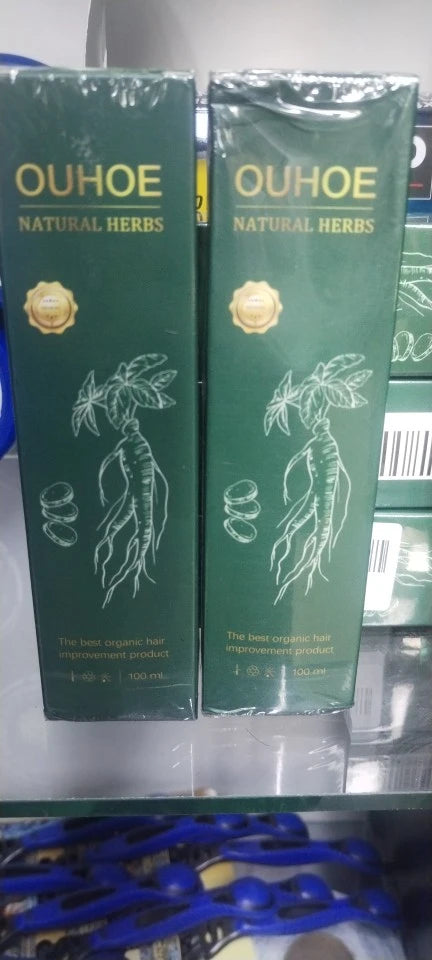 OUHOE
NATURAL HERBS
The best organic hair
improvement product
100 ml
OUHOE
NATURAL HERBS
The best organic hair
improvement product
100 ml